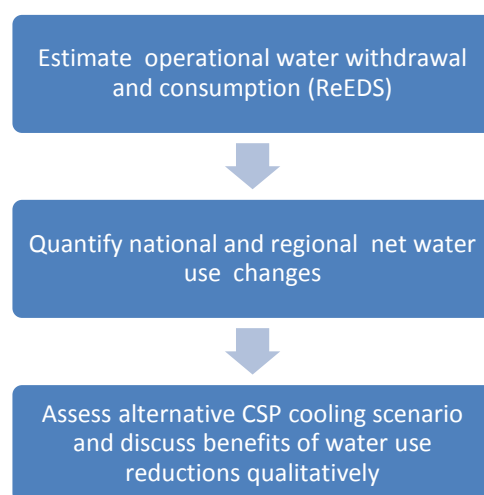 Estimate operational water withdrawal
and consumption (ReEDS)
Quantify national and regional net water
use changes
Assess alternative CSP cooling scenario
and discuss benefits of water use
reductions qualitatively